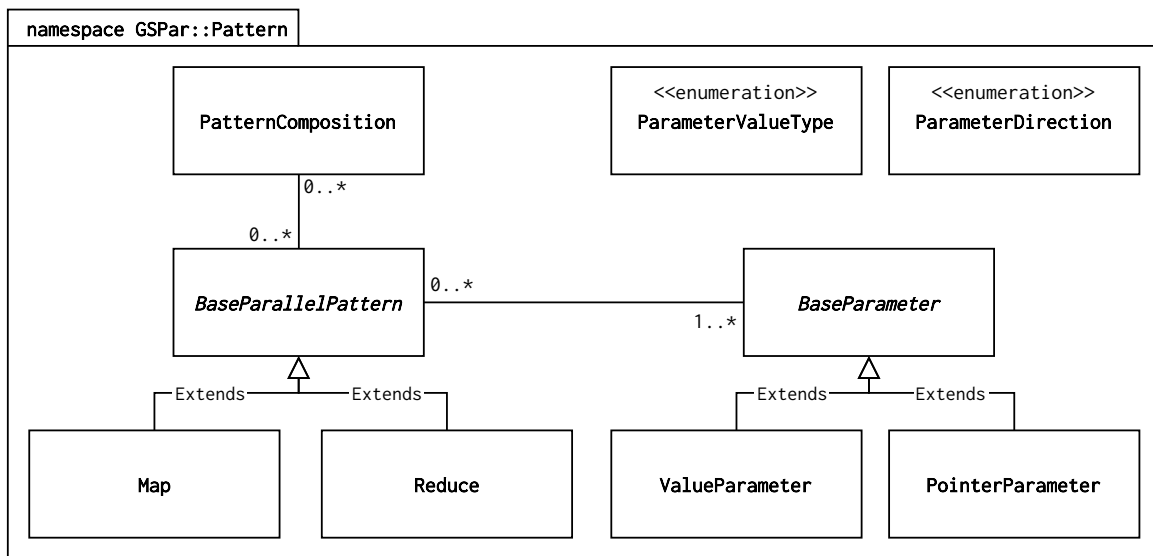 namespace GSPar::Pattern
PatternComposition
<<enumeration>>
ParameterValueType
<<enumeration>>
ParameterDirection
0..*
0..*
BaseParallelPattern
0..*
1..*
BaseParameter
Extends
Extends
Extends
Extends
Map
Reduce
ValueParameter
PointerParameter